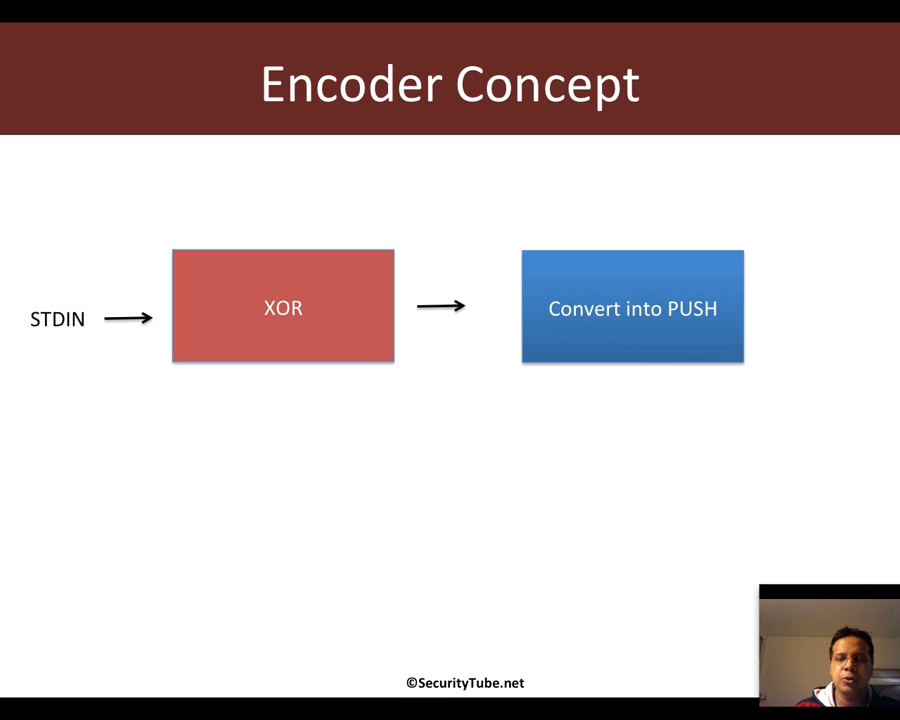 Encoder Concept
STDIN
XOR
Convert into PUSH
©SecurityTube.net